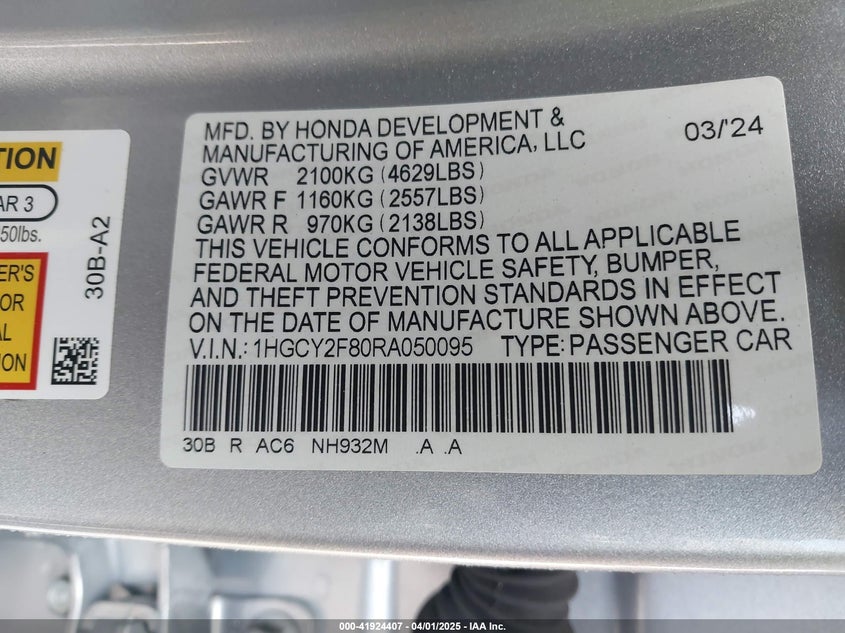 TION
AR 3
50lbs.
ER'S
OR
AL
ION
30B-A2
MFD. BY HONDA DEVELOPMENT &
MANUFACTURING OF AMERICA, LLC
03/'24
GVWR 2100KG (4629LBS)
GAWR F 1160KG (2557LBS)
GAWR R 970KG (2138LBS)
THIS VEHICLE CONFORMS TO ALL APPLICABLE
FEDERAL MOTOR VEHICLE SAFETY, BUMPER,
AND THEFT PREVENTION STANDARDS IN EFFECT
ON THE DATE OF MANUFACTURE SHOWN ABOVE.
V.I.N.: 1HGCY2F80RA050095 TYPE: PASSENGER CAR
30B R AC6 NH932M .A .A
000-41924407 - 04/01/2025 - IAA Inc.